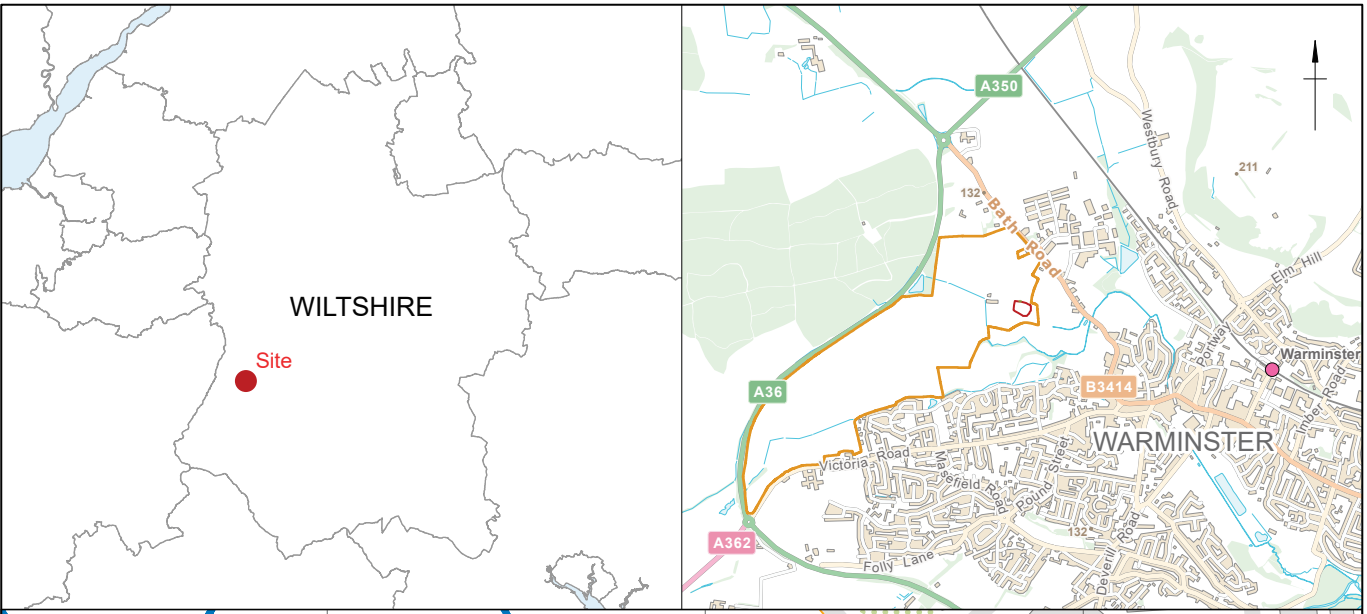 WILTSHIRE
Site
A350
Westbury Road
211
132
Bath Road
Elm Hill
Portway
Warminster
Imber Road
A36
B3414
WARMINSTER
Victoria Road
Masefield Road
Pound Street
132
Deverill Road
A362
Folly Lane